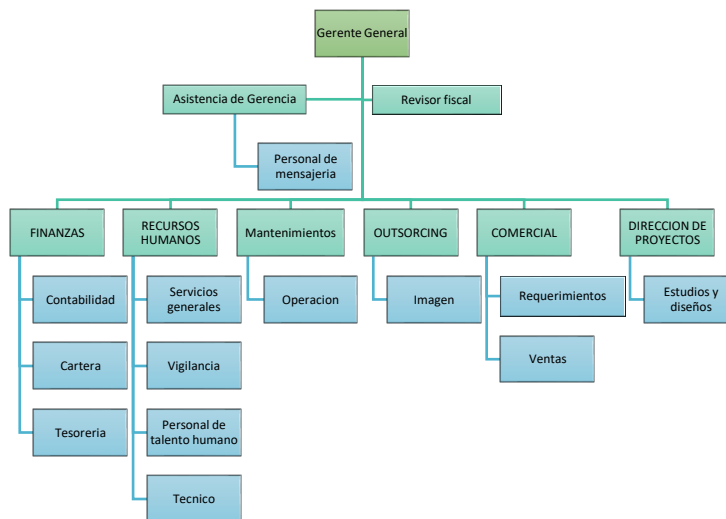 Gerente General
Asistencia de Gerencia
Revisor fiscal
Personal de
mensajeria
FINANZAS
RECURSOS
HUMANOS
Mantenimientos
OUTSORCING
COMERCIAL
DIRECCION DE
PROYECTOS
Contabilidad
Servicios
generales
Operacion
Imagen
Requerimientos
Estudios y
diseños
Cartera
Vigilancia
Ventas
Tesoreria
Personal de
talento humano
Tecnico